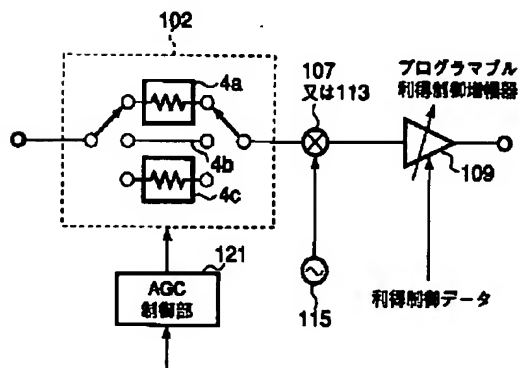 102
4a
4b
4c
107
又は113
プログラマブル
利得制御増幅器
109
121
AGC
制御部
115
利得制御データ